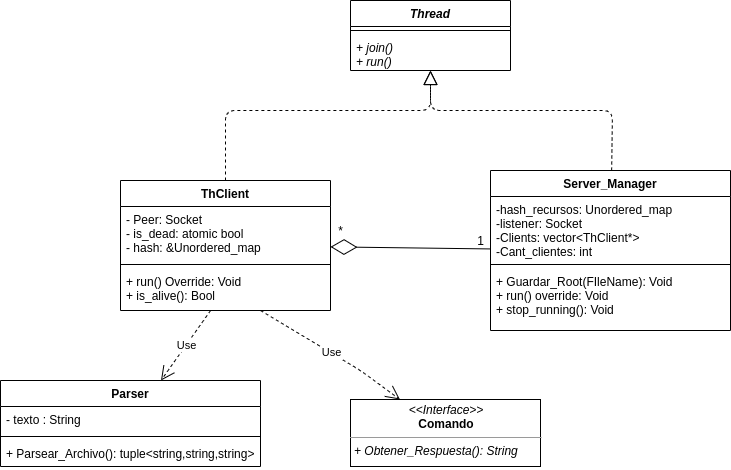 Thread
+ join()
+ run()
ThClient
- Peer: Socket
- is_dead: atomic bool
- hash: &Unordered_map
+ run() Override: Void
+ is_alive(): Bool
*
1
Server_Manager
-hash_recursos: Unordered_map
-listener: Socket
-Clients: vector<ThClient*>
-Cant_clientes: int
+ Guardar_Root(FIleName): Void
+ run() override: Void
+ stop_running(): Void
Use
Use
Parser
- texto : String
+ Parsear_Archivo(): tuple<string,string,string>
<<Interface>>
Comando
+ Obtener_Respuesta(): String